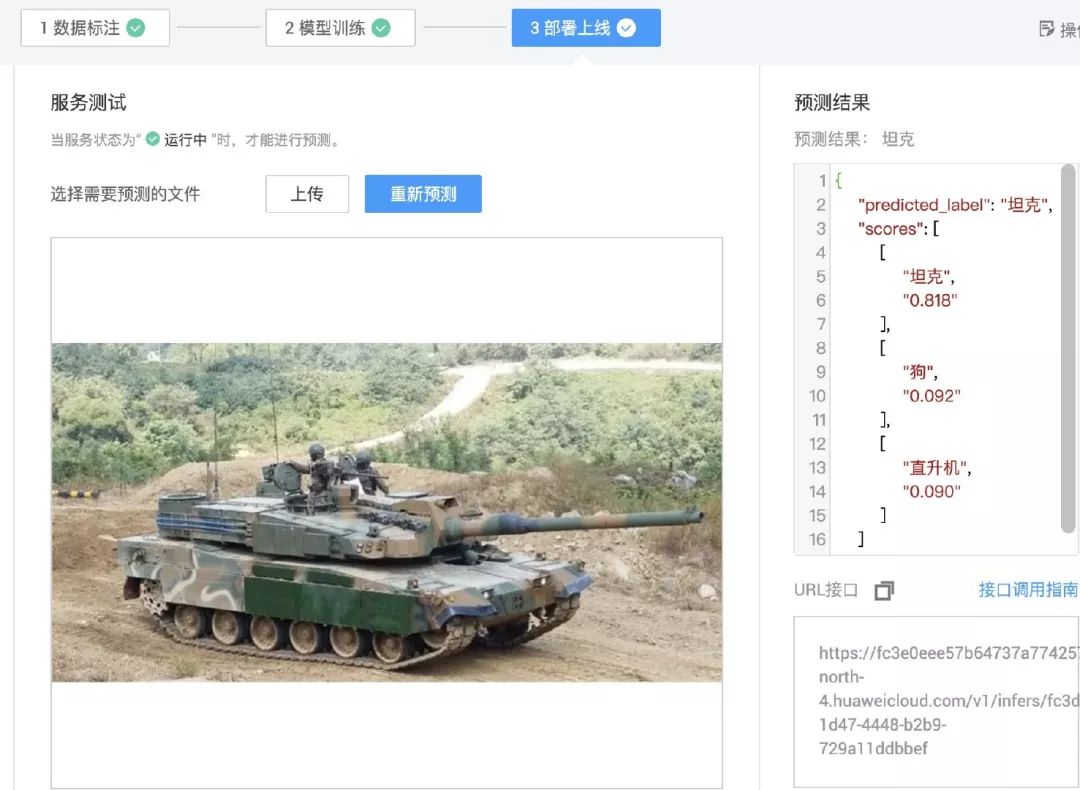 1 数据标注
2 模型训练
3 部署上线
服务测试
当服务状态为“ 运行中 ”时，才能进行预测。
选择需要预测的文件
上传
重新预测
预测结果
预测结果： 坦克
1 {
2 "predicted_label": "坦克",
3 "scores": [
4 [
5 "坦克",
6 "0.818"
7 ],
8 [
9 "狗",
10 "0.092"
11 ],
12 [
13 "直升机",
14 "0.090"
15 ]
16 ]
URL接口
接口调用指南
https://fc3e0eee57b64737a77425
north-
4.huaweicloud.com/v1/infers/fc3d
1d47-4448-b2b9-
729a11ddbbef